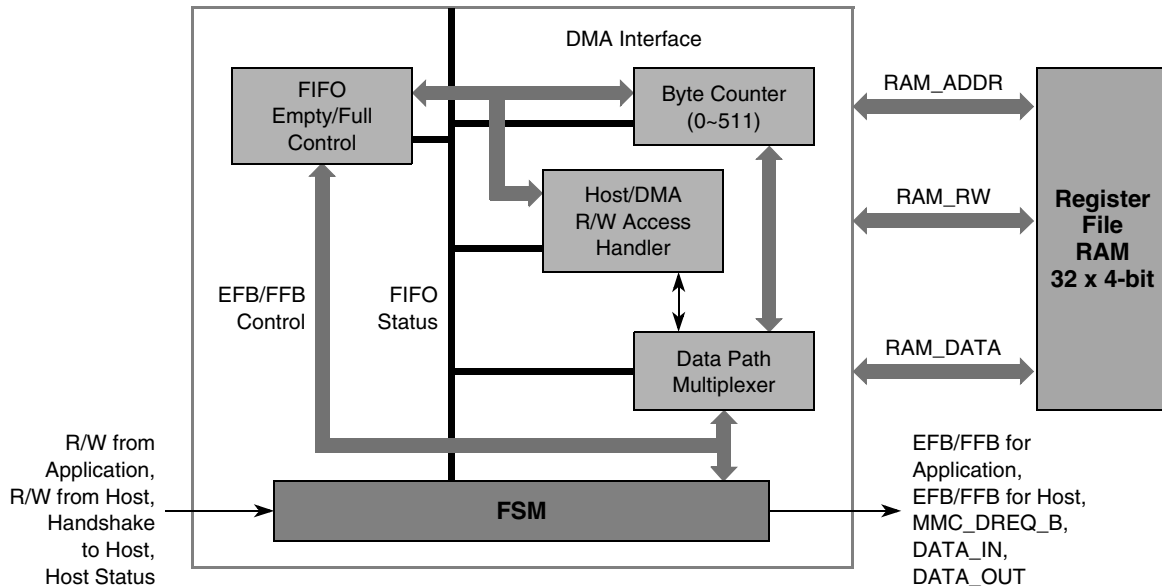 DMA Interface
FIFO
Empty/Full
Control
Byte Counter
(0~511)
Host/DMA
R/W Access
Handler
EFB/FFB
Control
FIFO
Status
Data Path
Multiplexer
RAM_ADDR
RAM_RW
RAM_DATA
Register
File
RAM
32 x 4-bit
R/W from
Application,
R/W from Host,
Handshake
to Host,
Host Status
FSM
EFB/FFB for
Application,
EFB/FFB for Host,
MMC_DREQ_B,
DATA_IN,
DATA_OUT